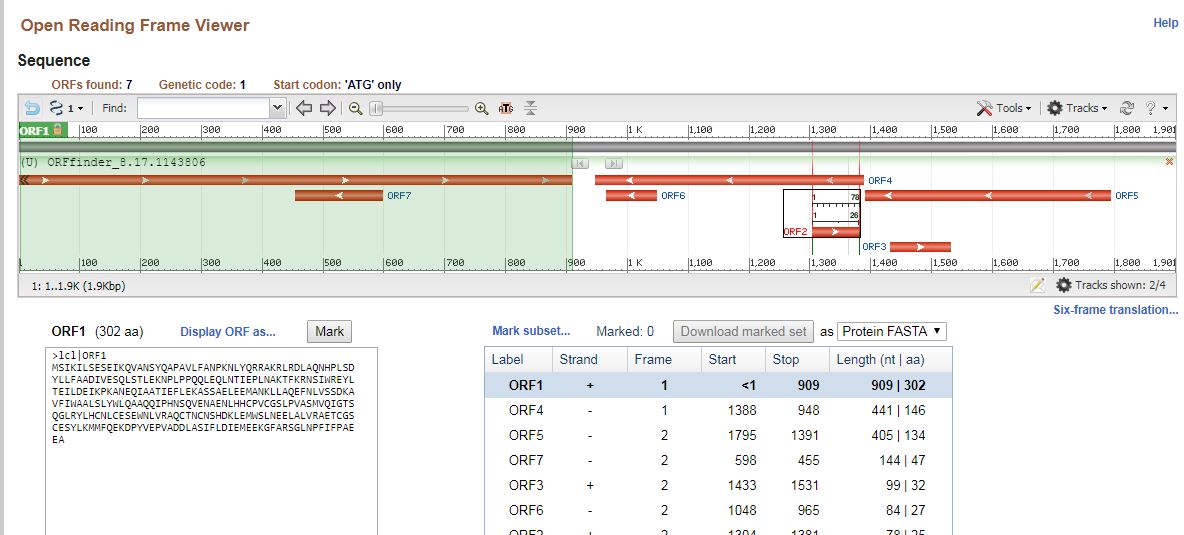 Open Reading Frame Viewer
Help
Sequence
ORFs found: 7 Genetic code: 1 Start codon: 'ATG' only
1 Find: Tools Tracks ?
ORF1 100 200 300 400 500 600 700 800 900 1 K 1,100 1,200 1,300 1,400 1,500 1,600 1,700 1,800 1,901
(U) ORFfinder_8.17.1143806
ORF4
ORF7 ORF6 1 78 ORF5
1 26
ORF2
ORF3
1 100 200 300 400 500 600 700 800 900 1 K 1,100 1,200 1,300 1,400 1,500 1,600 1,700 1,800 1,901
1: 1..1.9K (1.9Kbp) Tracks shown: 2/4
Six-frame translation...
ORF1 (302 aa) Display ORF as... Mark
Mark subset... Marked: 0 Download marked set as Protein FASTA
>lcl|ORF1
MSIKILSESEIKQVANSYQAPAVLFANPKNLYQRRAKRLRDLAQNHPLSD
YLLFAADIVESQLSTLEKNPLPPQQLEQLNTIEPLNAKTFKRNSIWREYL
TEILDEIKPKANEQIAATIEFLEKASSAELEEMANKLLAQEFNLVSSDKA
VFIWAALSLYWLQAAQQIPHNSQVENAENLHHCPVCGSLPVASMVQIGTS
QGLRYLHCNLCESEWNLVRAQCTNCNSHDKLEMWSLNEELALVRAETCGS
CESYLKMMFQEKDPYVEPVADDLASIFLDIEMEEKGFARSGLNPFIFPAE
EA
Label Strand Frame Start Stop Length (nt | aa)
ORF1 + 1 <1 909 909 | 302
ORF4 - 1 1388 948 441 | 146
ORF5 - 2 1795 1391 405 | 134
ORF7 - 2 598 455 144 | 47
ORF3 + 2 1433 1531 99 | 32
ORF6 - 2 1048 965 84 | 27
ORF2 + 2 1304 1381 78 | 25